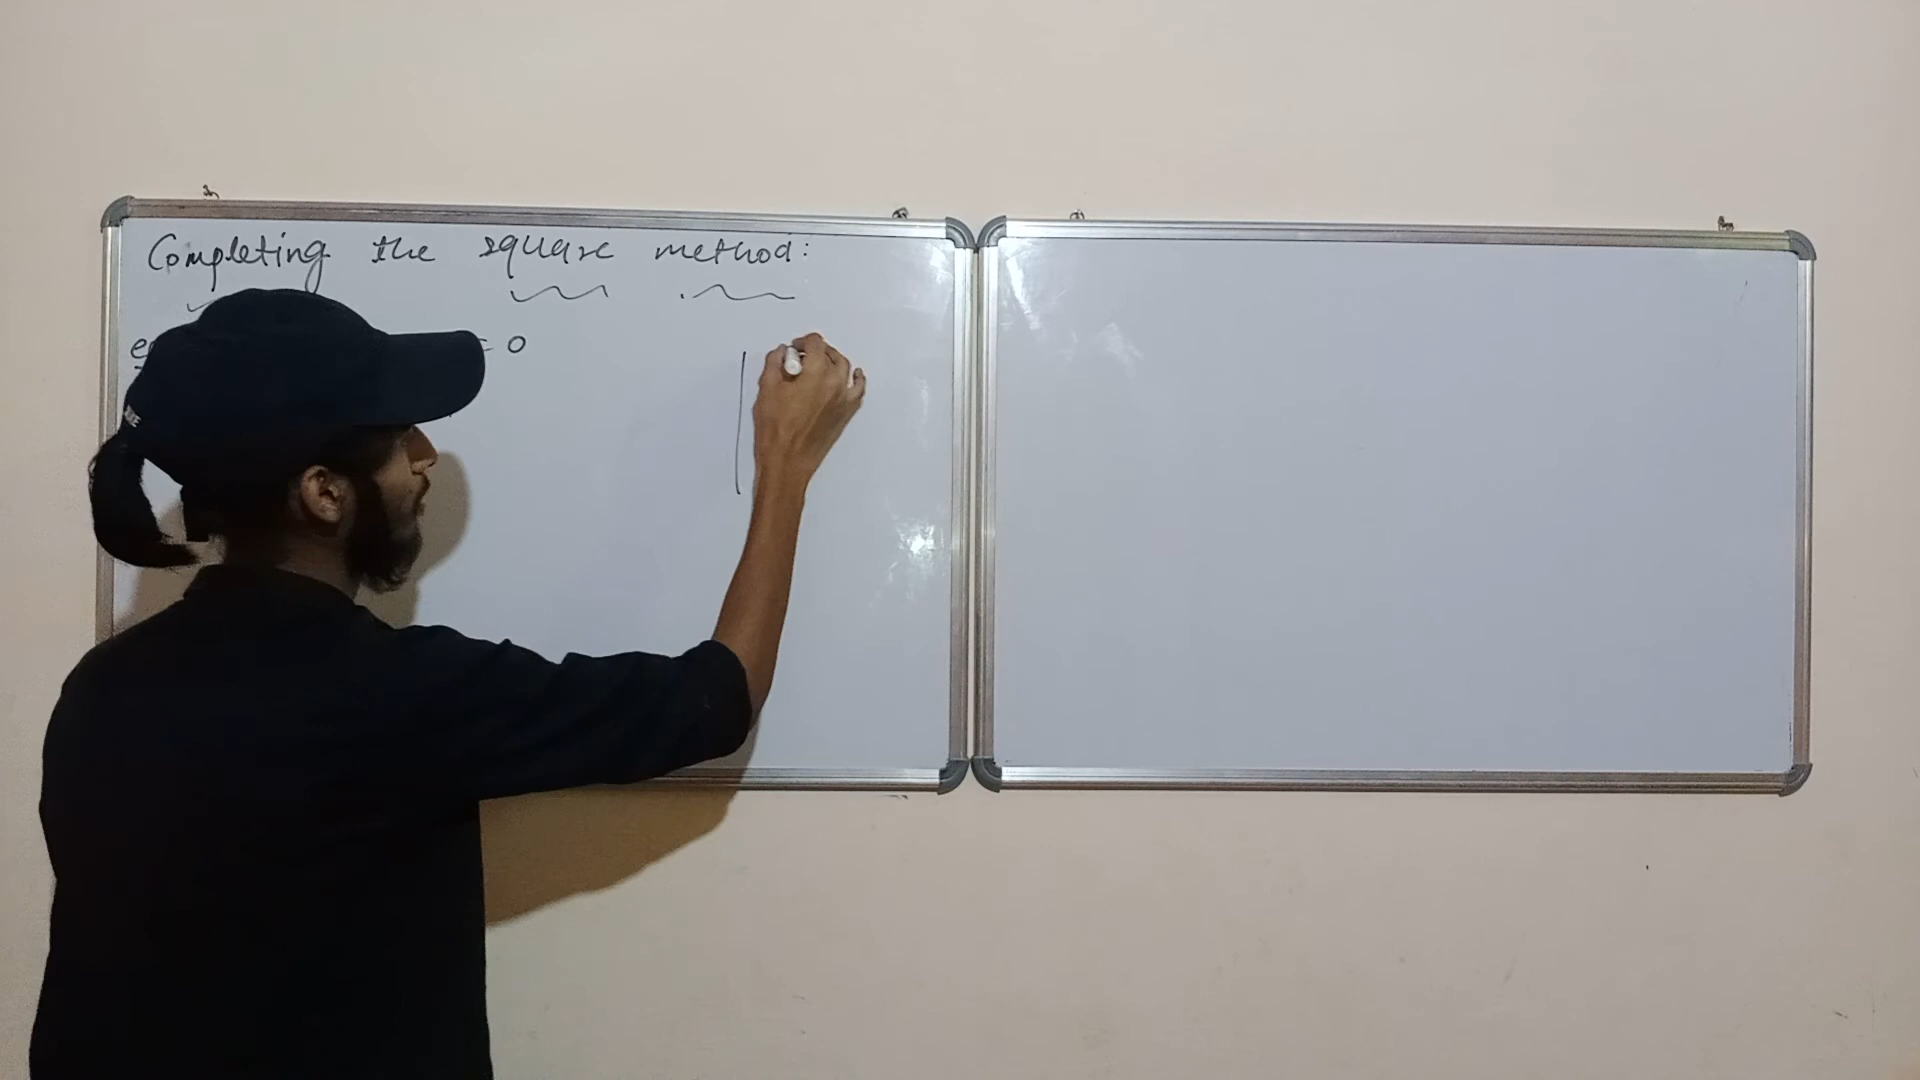 Completing the square method:
= 0